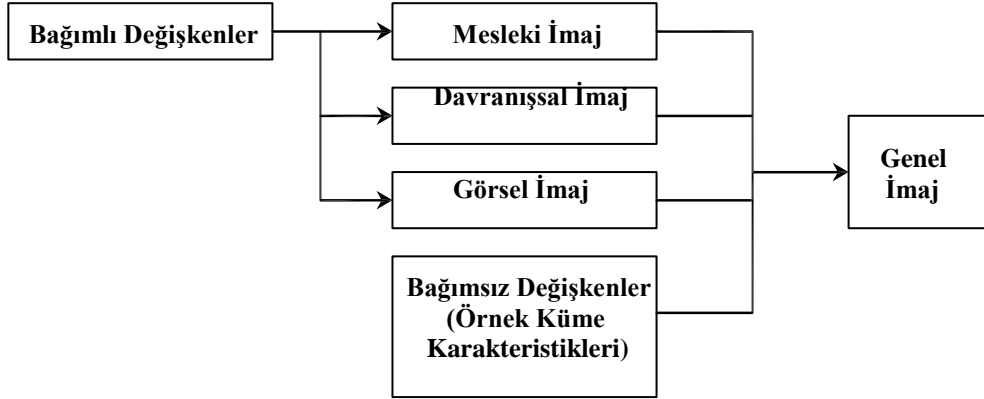 Bağımlı Değişkenler
Mesleki İmaj
Davranışsal İmaj
Görsel İmaj
Bağımsız Değişkenler
(Örnek Küme
Karakteristikleri)
Genel
İmaj